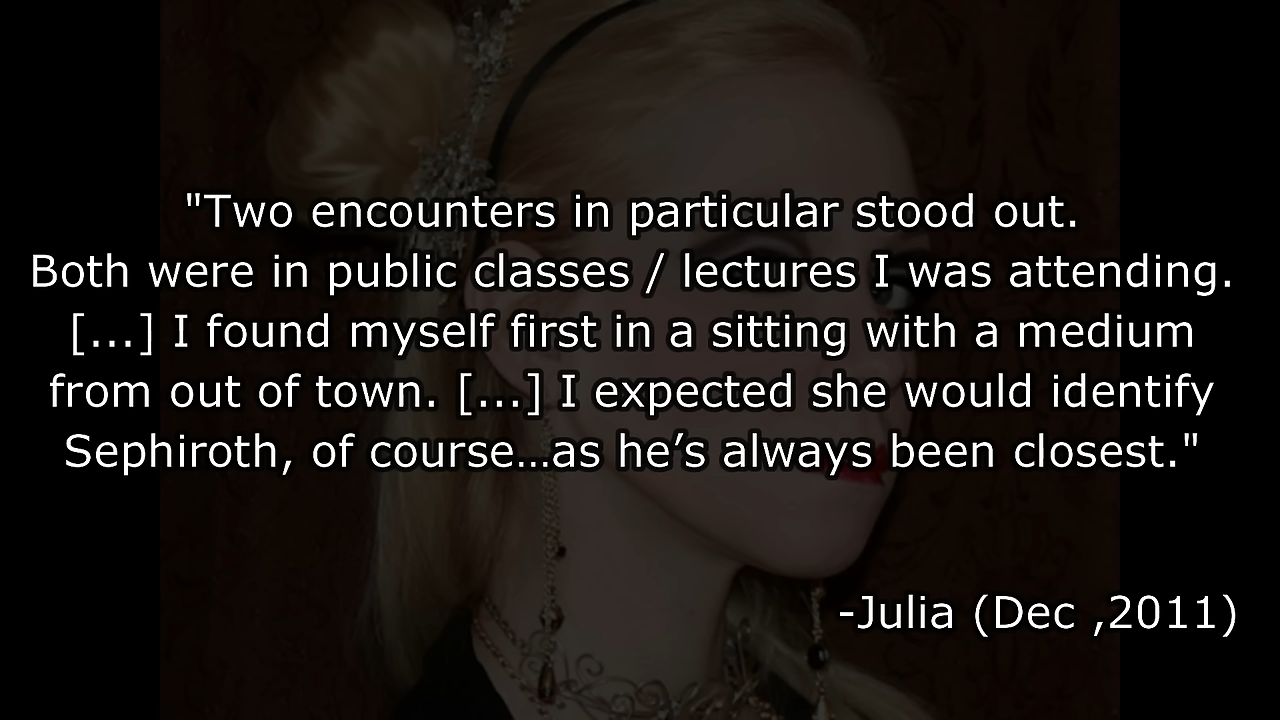 "Two encounters in particular stood out.
Both were in public classes / lectures I was attending.
[...] I found myself first in a sitting with a medium
from out of town. [...] I expected she would identify
Sephiroth, of course…as he’s always been closest."
-Julia (Dec ,2011)